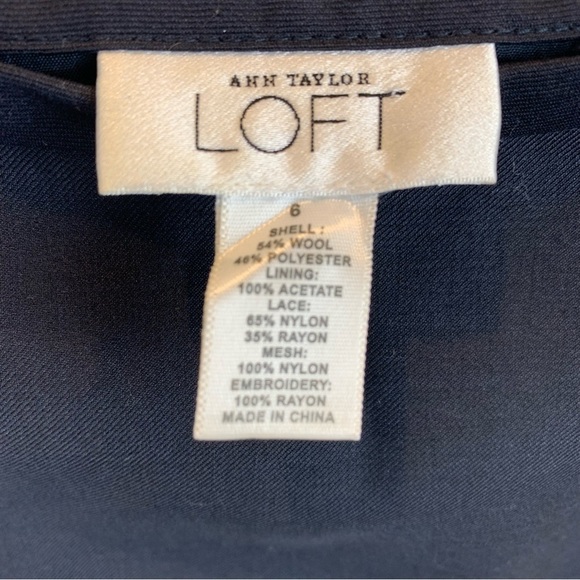 ANN TAYLOR
LOFT
6
SHELL:
54% WOOL
46% POLYESTER
LINING:
100% ACETATE
LACE:
65% NYLON
35% RAYON
MESH:
100% NYLON
EMBROIDERY:
100% RAYON
MADE IN CHINA